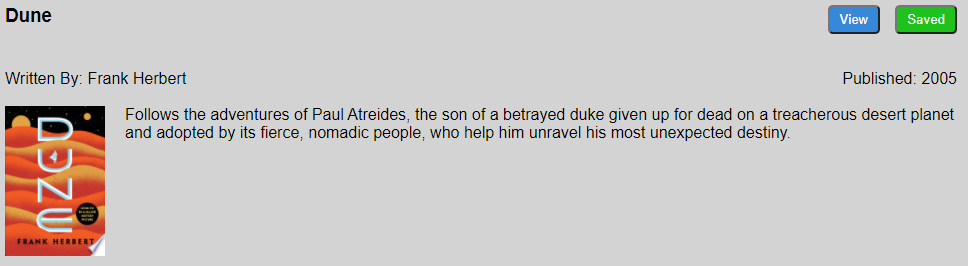 Dune
View
Saved
Written By: Frank Herbert
Published: 2005
Follows the adventures of Paul Atreides, the son of a betrayed duke given up for dead on a treacherous desert planet
and adopted by its fierce, nomadic people, who help him unravel his most unexpected destiny.
DUNE
FRANK HERBERT